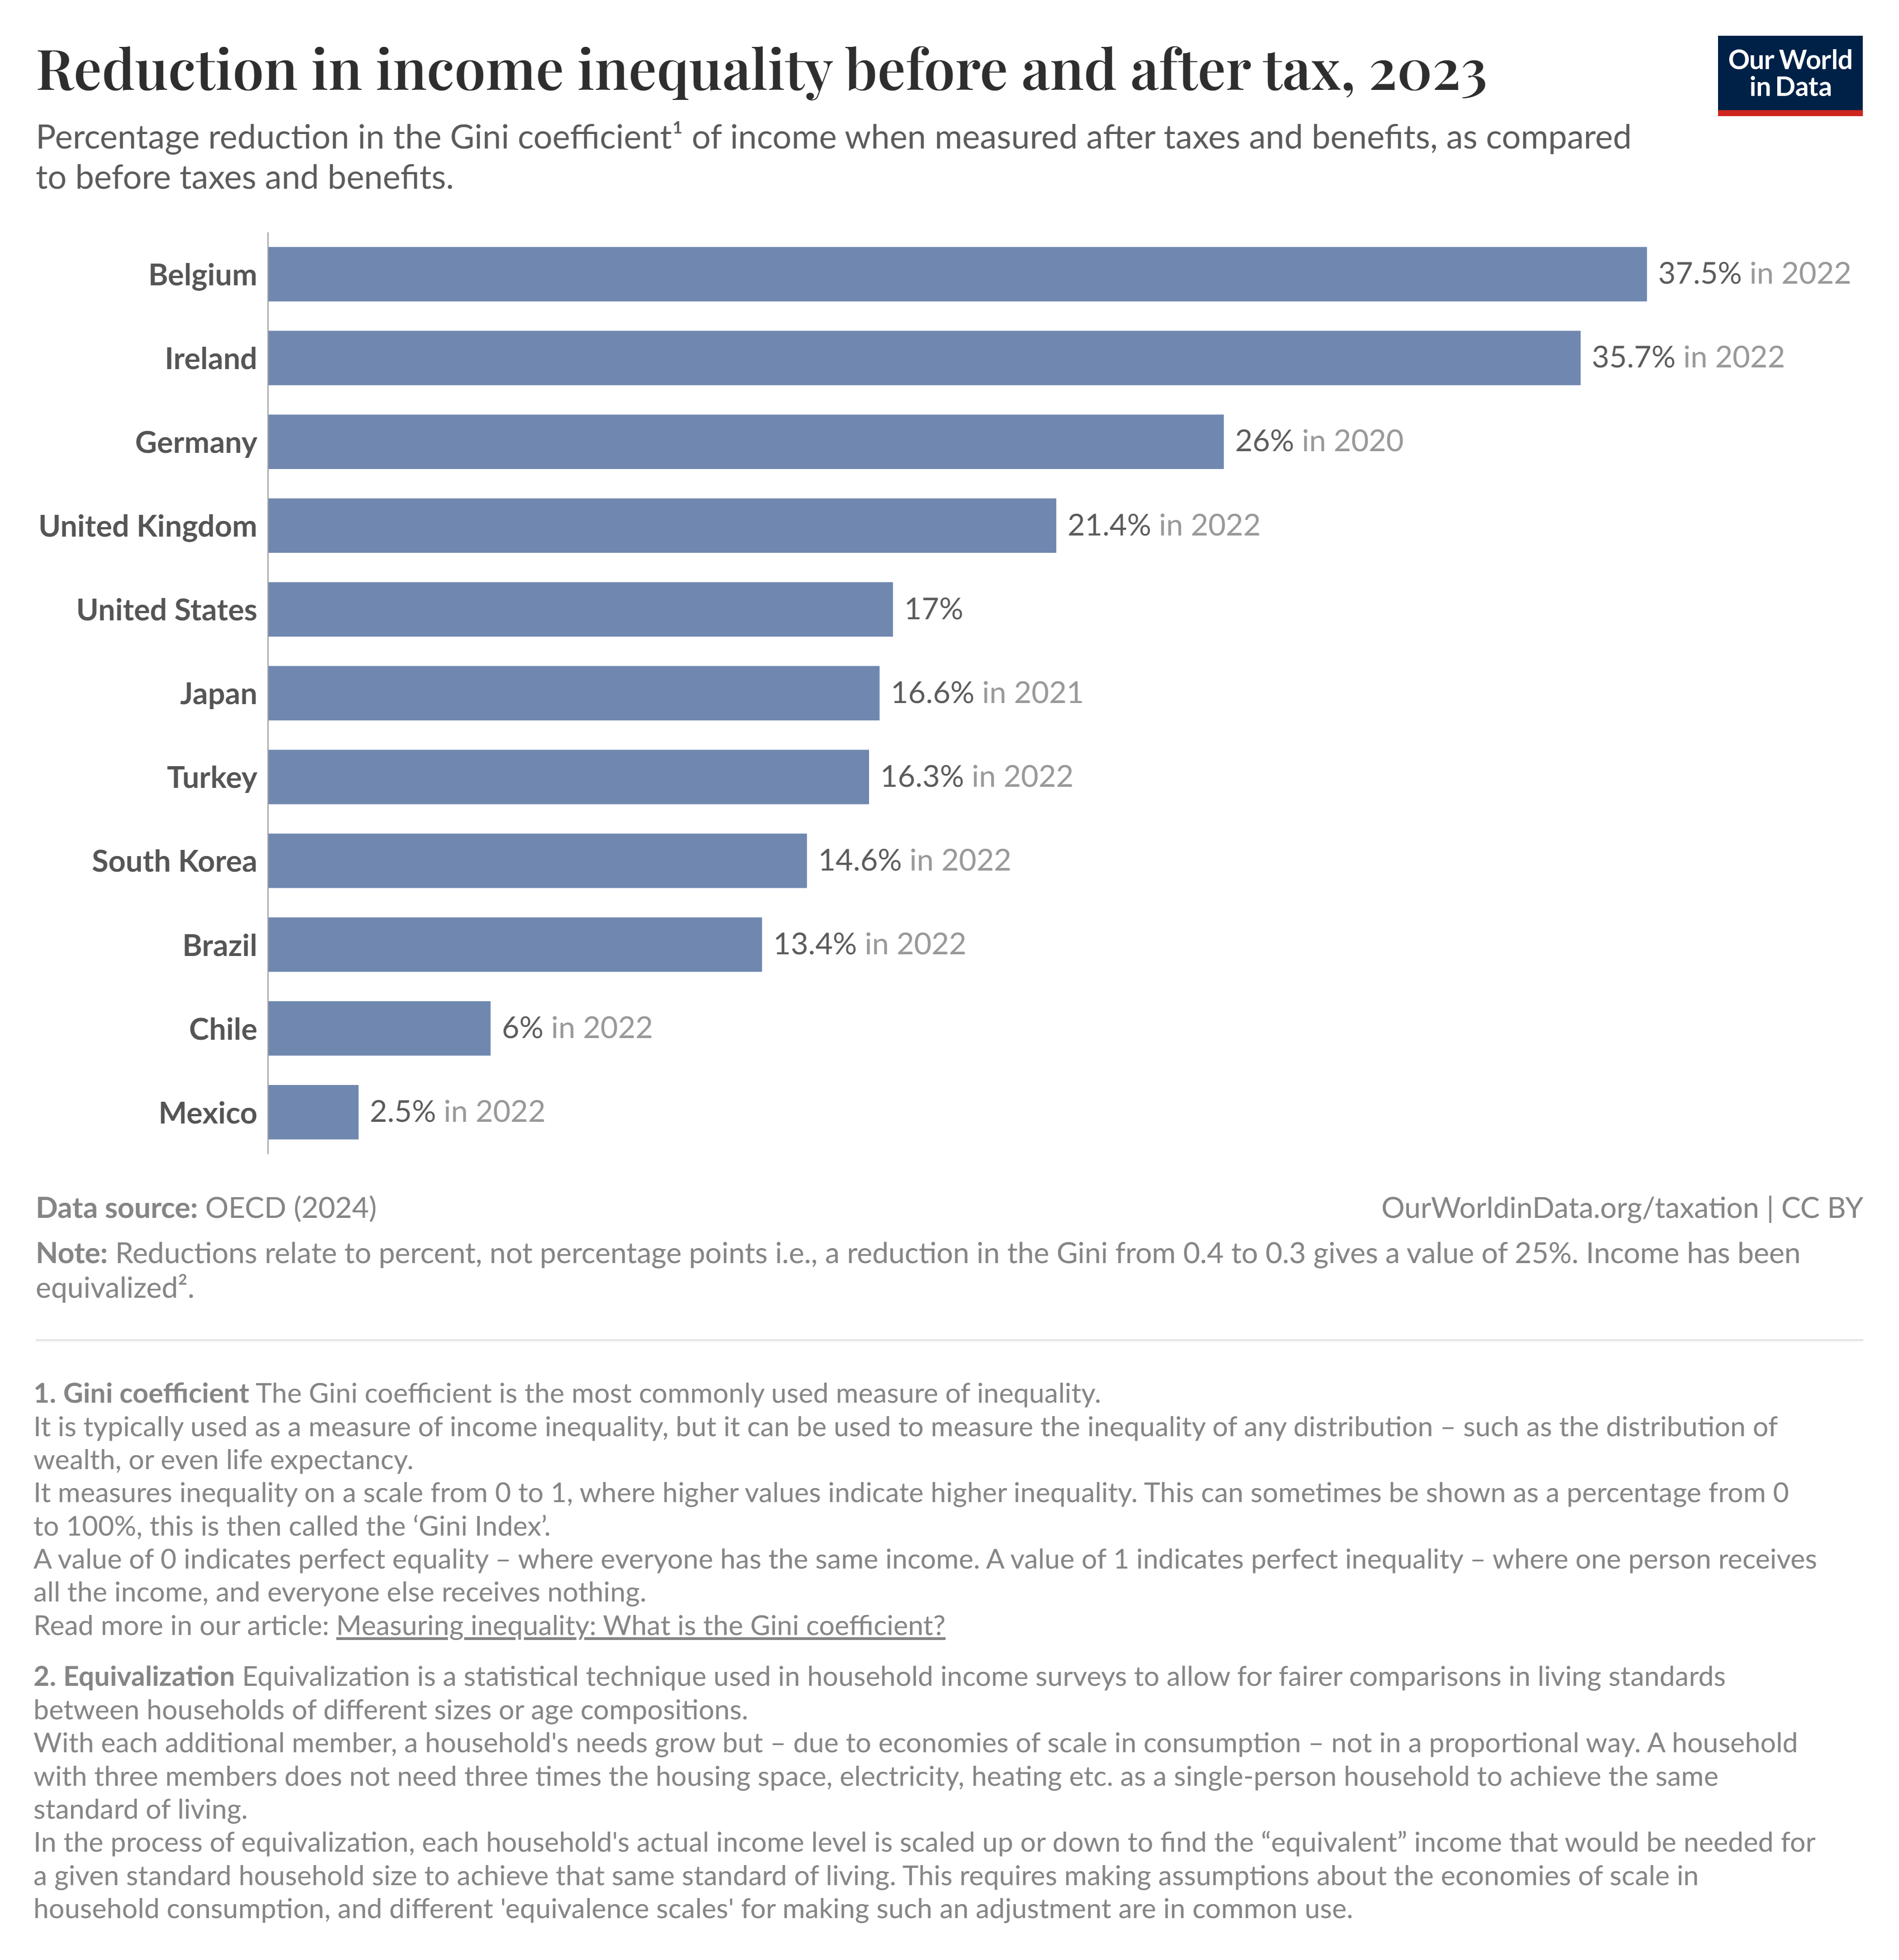 Reduction in income inequality before and after tax, 2023
Our World
in Data
Percentage reduction in the Gini coefficient¹ of income when measured after taxes and benefits, as compared
to before taxes and benefits.
Belgium 37.5% in 2022
Ireland 35.7% in 2022
Germany 26% in 2020
United Kingdom 21.4% in 2022
United States 17%
Japan 16.6% in 2021
Turkey 16.3% in 2022
South Korea 14.6% in 2022
Brazil 13.4% in 2022
Chile 6% in 2022
Mexico 2.5% in 2022
Data source: OECD (2024) OurWorldinData.org/taxation | CC BY
Note: Reductions relate to percent, not percentage points i.e., a reduction in the Gini from 0.4 to 0.3 gives a value of 25%. Income has been
equivalized².
1. Gini coefficient The Gini coefficient is the most commonly used measure of inequality.
It is typically used as a measure of income inequality, but it can be used to measure the inequality of any distribution – such as the distribution of
wealth, or even life expectancy.
It measures inequality on a scale from 0 to 1, where higher values indicate higher inequality. This can sometimes be shown as a percentage from 0
to 100%, this is then called the ‘Gini Index’.
A value of 0 indicates perfect equality – where everyone has the same income. A value of 1 indicates perfect inequality – where one person receives
all the income, and everyone else receives nothing.
Read more in our article: Measuring inequality: What is the Gini coefficient?
2. Equivalization Equivalization is a statistical technique used in household income surveys to allow for fairer comparisons in living standards
between households of different sizes or age compositions.
With each additional member, a household's needs grow but – due to economies of scale in consumption – not in a proportional way. A household
with three members does not need three times the housing space, electricity, heating etc. as a single-person household to achieve the same
standard of living.
In the process of equivalization, each household's actual income level is scaled up or down to find the “equivalent” income that would be needed for
a given standard household size to achieve that same standard of living. This requires making assumptions about the economies of scale in
household consumption, and different 'equivalence scales' for making such an adjustment are in common use.